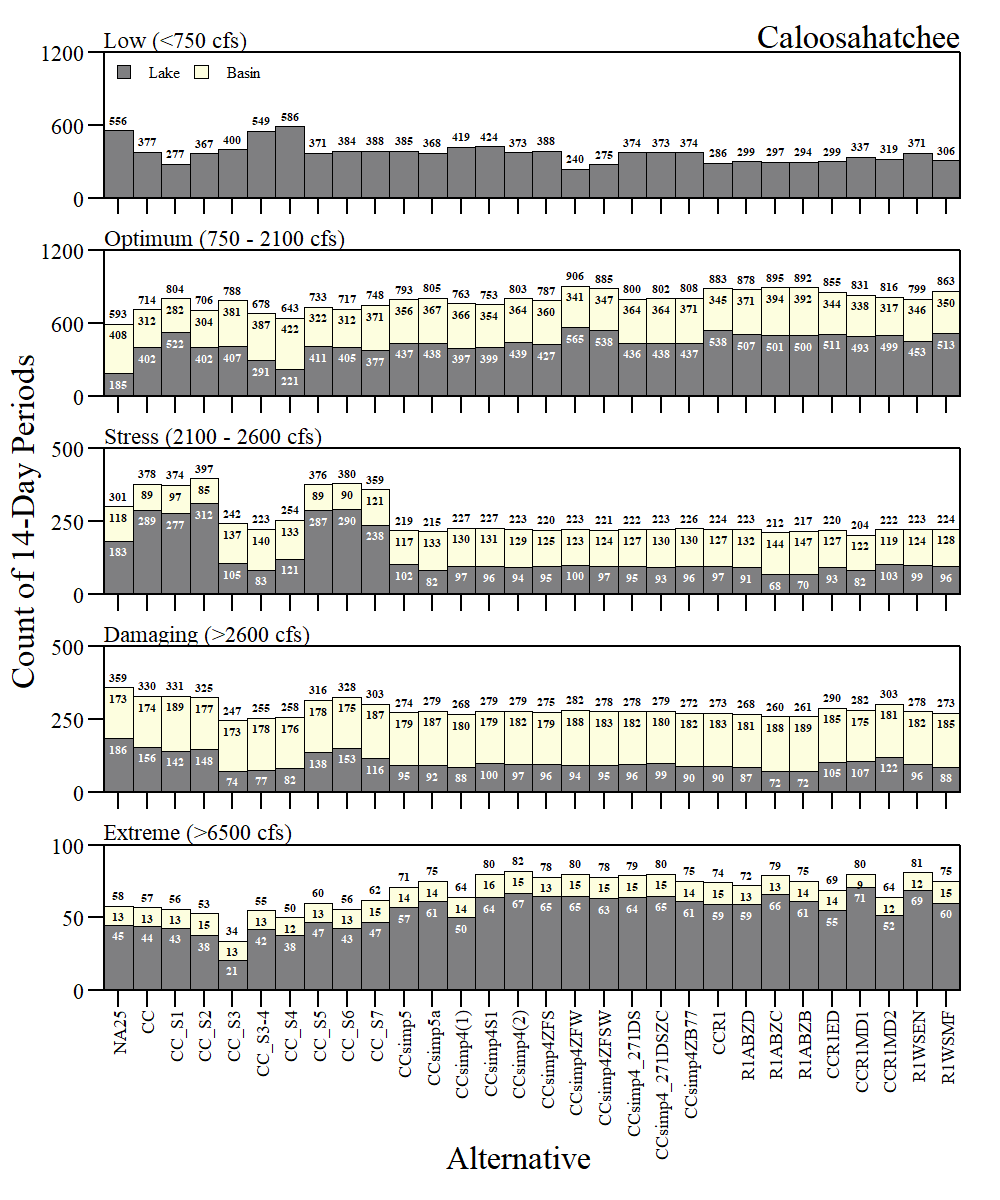 Caloosahatchee
Low (<750 cfs)
1200
600
0
Lake Basin
556 377 277 367 400 549 586 371 384 388 385 368 419 424 373 388 240 275 374 373 374 286 299 297 294 299 337 319 371 306
Optimum (750 - 2100 cfs)
1200
600
0
593 714 804 706 788 678 643 733 717 748 793 805 763 753 803 787 906 885 800 802 808 883 878 895 892 855 831 816 799 863
408 312 282 304 381 387 422 322 312 371 356 367 366 354 364 360 341 347 364 364 371 345 371 394 392 344 338 317 346 350
185 402 522 402 407 291 221 411 405 377 437 438 397 399 439 427 565 538 436 438 437 538 507 501 500 511 493 499 453 513
Stress (2100 - 2600 cfs)
500
250
0
301 378 374 397 242 223 254 376 380 359 219 215 227 227 223 220 223 221 222 223 226 224 223 212 217 220 204 222 223 224
118 89 97 85 137 140 133 89 90 121 117 133 130 131 129 125 123 124 127 130 130 127 132 144 147 127 122 119 124 128
183 289 277 312 105 83 121 287 290 238 102 82 97 96 94 95 100 97 95 93 96 97 91 68 70 93 82 103 99 96
Damaging (>2600 cfs)
500
250
0
359 330 331 325 247 255 258 316 328 303 274 279 268 279 279 275 282 278 278 279 272 273 268 260 261 290 282 303 278 273
173 174 189 177 173 178 176 178 175 187 179 187 180 179 182 179 188 183 182 180 182 183 181 188 189 185 175 181 182 185
186 156 142 148 74 77 82 138 153 116 95 92 88 100 97 96 94 95 96 99 90 90 87 72 72 105 107 122 96 88
Extreme (>6500 cfs)
100
50
0
58 57 56 53 34 55 50 60 56 62 71 75 64 80 82 78 80 78 79 80 75 74 72 79 75 69 80 64 81 75
13 13 13 15 13 13 12 13 13 15 14 14 14 16 15 13 15 15 15 15 14 15 13 13 14 14 9 12 12 15
45 44 43 38 21 42 38 47 43 47 57 61 50 64 67 65 65 63 64 65 61 59 59 66 61 55 71 52 69 60
NA25
CC
CC_S1
CC_S2
CC_S3
CC_S3-4
CC_S4
CC_S5
CC_S6
CC_S7
CCsimp5
CCsimp5a
CCsimp4(1)
CCsimp4S1
CCsimp4(2)
CCsimp4ZFS
CCsimp4ZFW
CCsimp4ZFSW
CCsimp4_271DS
CCsimp4_271DSZC
CCsimp4ZB77
CCR1
R1ABZD
R1ABZC
R1ABZB
CCR1ED
CCR1MD1
CCR1MD2
R1WSEN
R1WSMF
Count of 14-Day Periods
Alternative